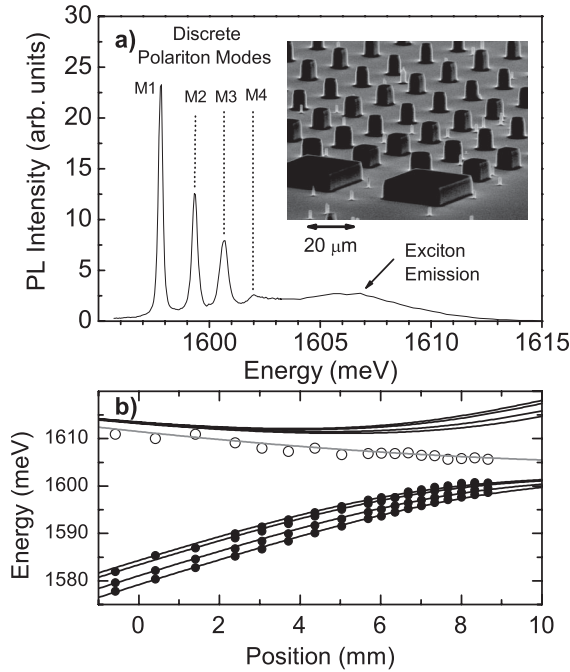 a)
Discrete
Polariton Modes
M1
M2
M3
M4
20 μm
Exciton
Emission
PL Intensity (arb. units)
30
25
20
15
10
5
0
1600
1605
1610
1615
Energy (meV)
b)
Energy (meV)
1610
1600
1590
1580
0
2
4
6
8
10
Position (mm)